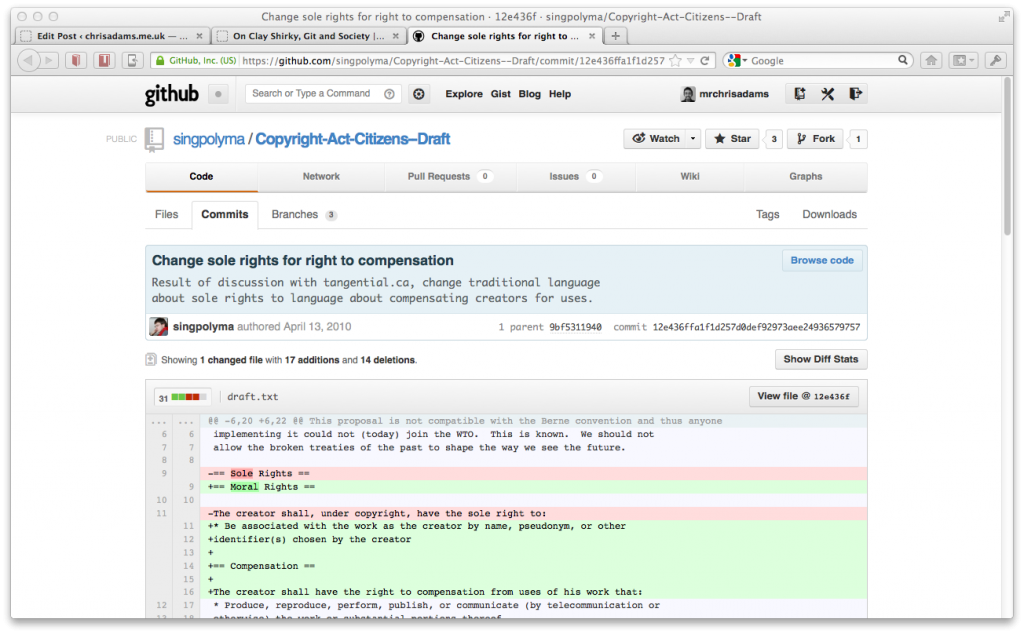 Change sole rights for right to compensation · 12e436f · singpolyma/Copyright-Act-Citizens--Draft
Edit Post ‹ chrisadams.me.uk — ...
On Clay Shirky, Git and Society |...
Change sole rights for right to ...
GitHub, Inc. (US) https://github.com/singpolyma/Copyright-Act-Citizens--Draft/commit/12e436ffa1f1d257
Google
github
Search or Type a Command
Explore Gist Blog Help
mrchrisadams
PUBLIC
singpolyma / Copyright-Act-Citizens--Draft
Watch
Star 3
Fork 1
Code Network Pull Requests 0 Issues 0 Wiki Graphs
Files Commits Branches 3 Tags Downloads
Change sole rights for right to compensation
Browse code
Result of discussion with tangential.ca, change traditional language
about sole rights to language about compensating creators for uses.
singpolyma authored April 13, 2010 1 parent 9bf5311940 commit 12e436ffa1f1d257d0def92973aee24936579757
Showing 1 changed file with 17 additions and 14 deletions.
Show Diff Stats
31 draft.txt View file @ 12e436f
... ... @@ -6,20 +6,22 @@ This proposal is not compatible with the Berne convention and thus anyone
6 6 implementing it could not (today) join the WTO. This is known. We should not
7 7 allow the broken treaties of the past to shape the way we see the future.
8 8
9 -== Sole Rights ==
9 +== Moral Rights ==
10 10
11 -The creator shall, under copyright, have the sole right to:
11 +* Be associated with the work as the creator by name, pseudonym, or other
12 +identifier(s) chosen by the creator
13 +
14 +== Compensation ==
15 +
16 +The creator shall have the right to compensation from uses of his work that:
12 17 * Produce, reproduce, perform, publish, or communicate (by telecommunication or
13 18 otherwise) the work or substantial portions thereof